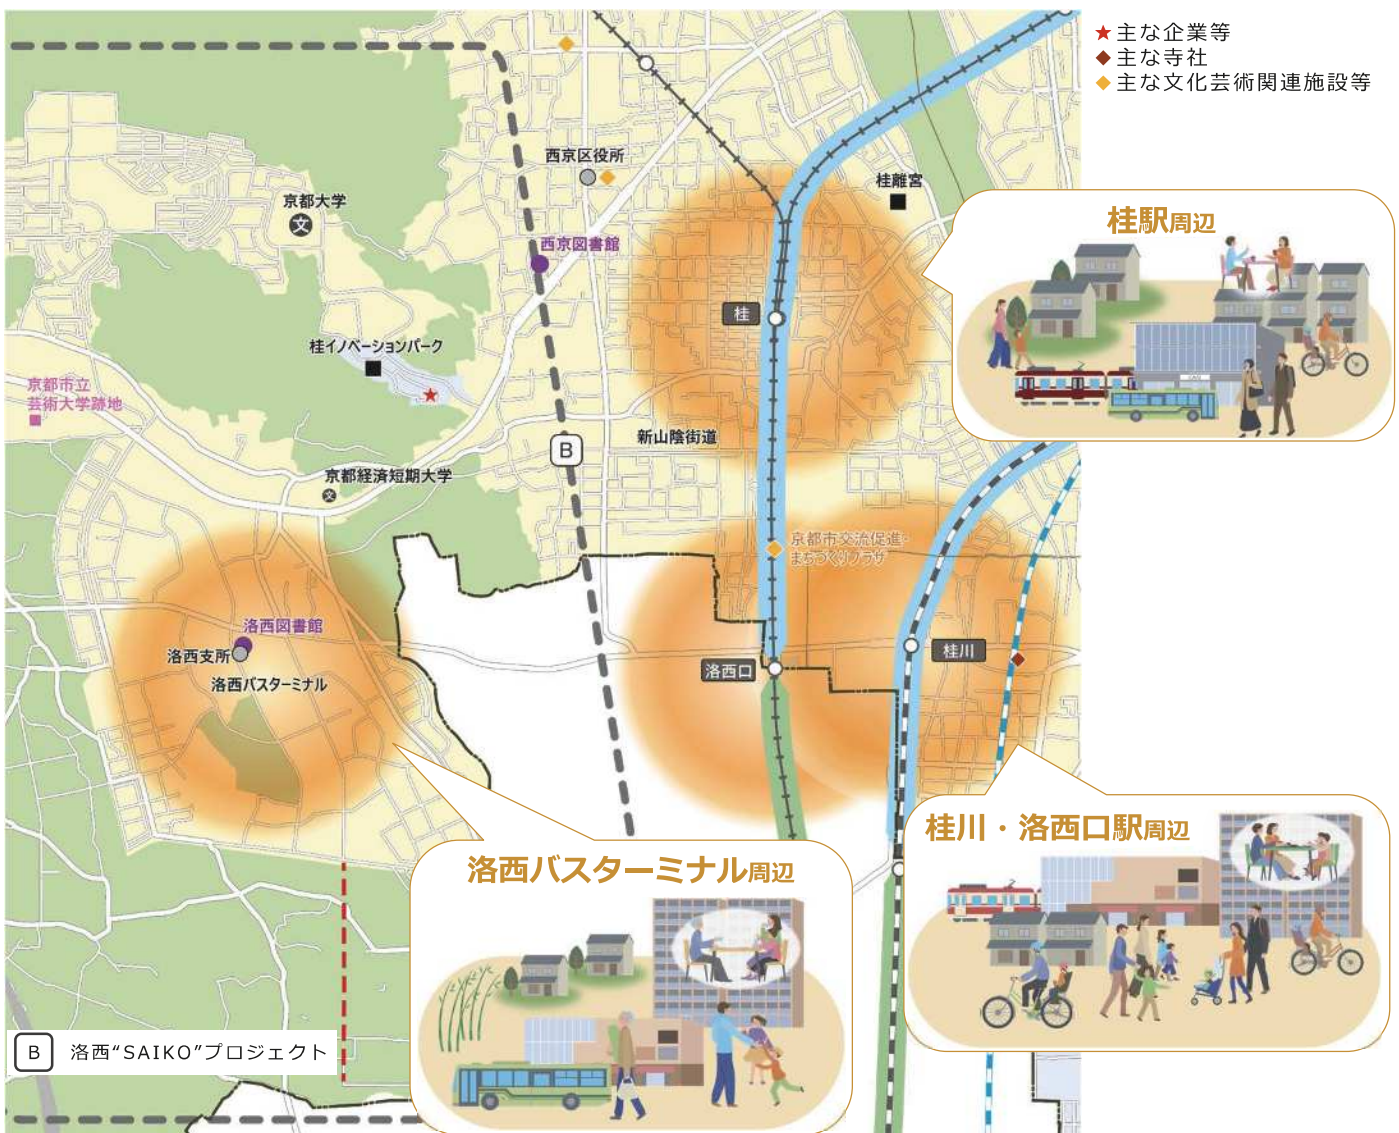 ★主な企業等
◆主な寺社
◆主な文化芸術関連施設等
西京区役所
桂離宮
京都大学
文
西京図書館
桂駅周辺
桂
桂イノベーションパーク
京都市立
芸術大学跡地
新山陰街道
B
京都経済短期大学
文
京都市交流促進・
まちづくりプラザ
洛西図書館
洛西支所
洛西バスターミナル
洛西口
桂川
桂川・洛西口駅周辺
洛西バスターミナル周辺
B 洛西“SAIKO”プロジェクト